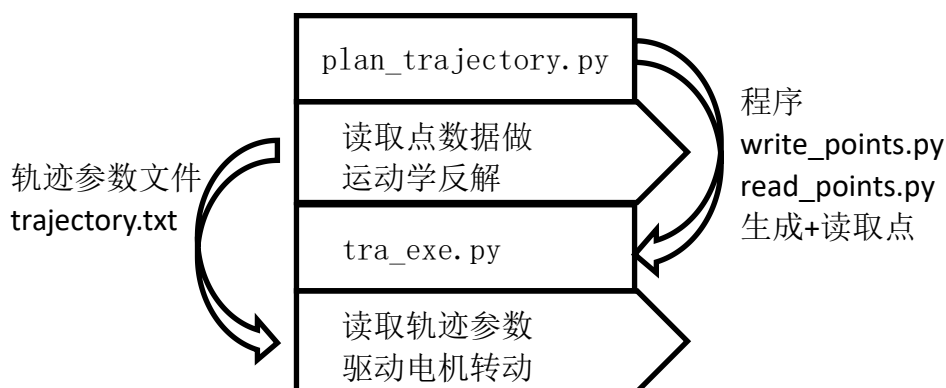 plan_trajectory.py
读取点数据做
运动学反解
tra_exe.py
读取轨迹参数
驱动电机转动
轨迹参数文件
trajectory.txt
程序
write_points.py
read_points.py
生成+读取点